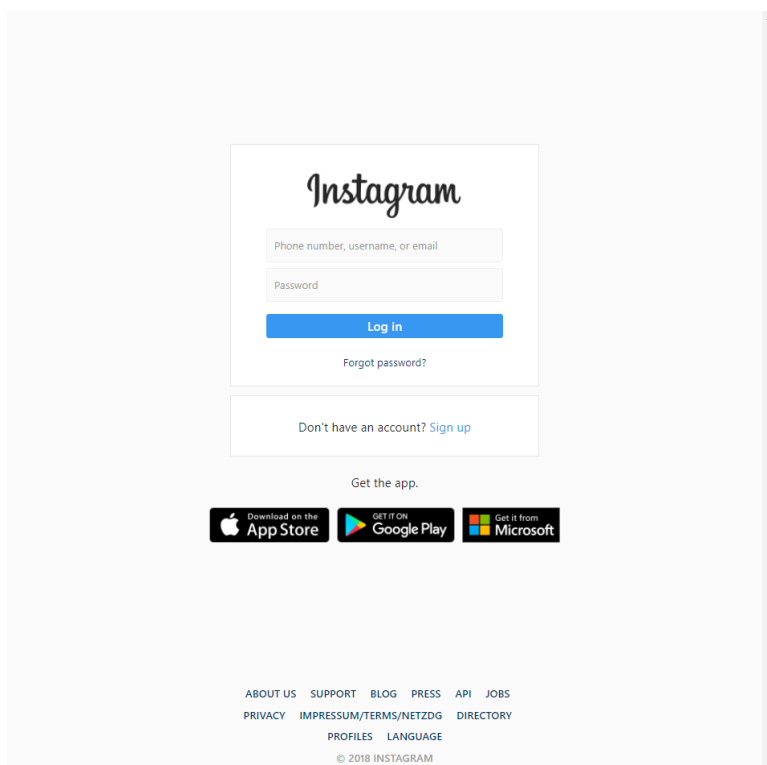 Instagram
Phone number, username, or email
Password
Log in
Forgot password?
Don't have an account? Sign up
Get the app.
Download on the
App Store
GET IT ON
Google Play
Get it from
Microsoft
ABOUT US SUPPORT BLOG PRESS API JOBS
PRIVACY IMPRESSUM/TERMS/NETZDG DIRECTORY
PROFILES LANGUAGE
© 2018 INSTAGRAM